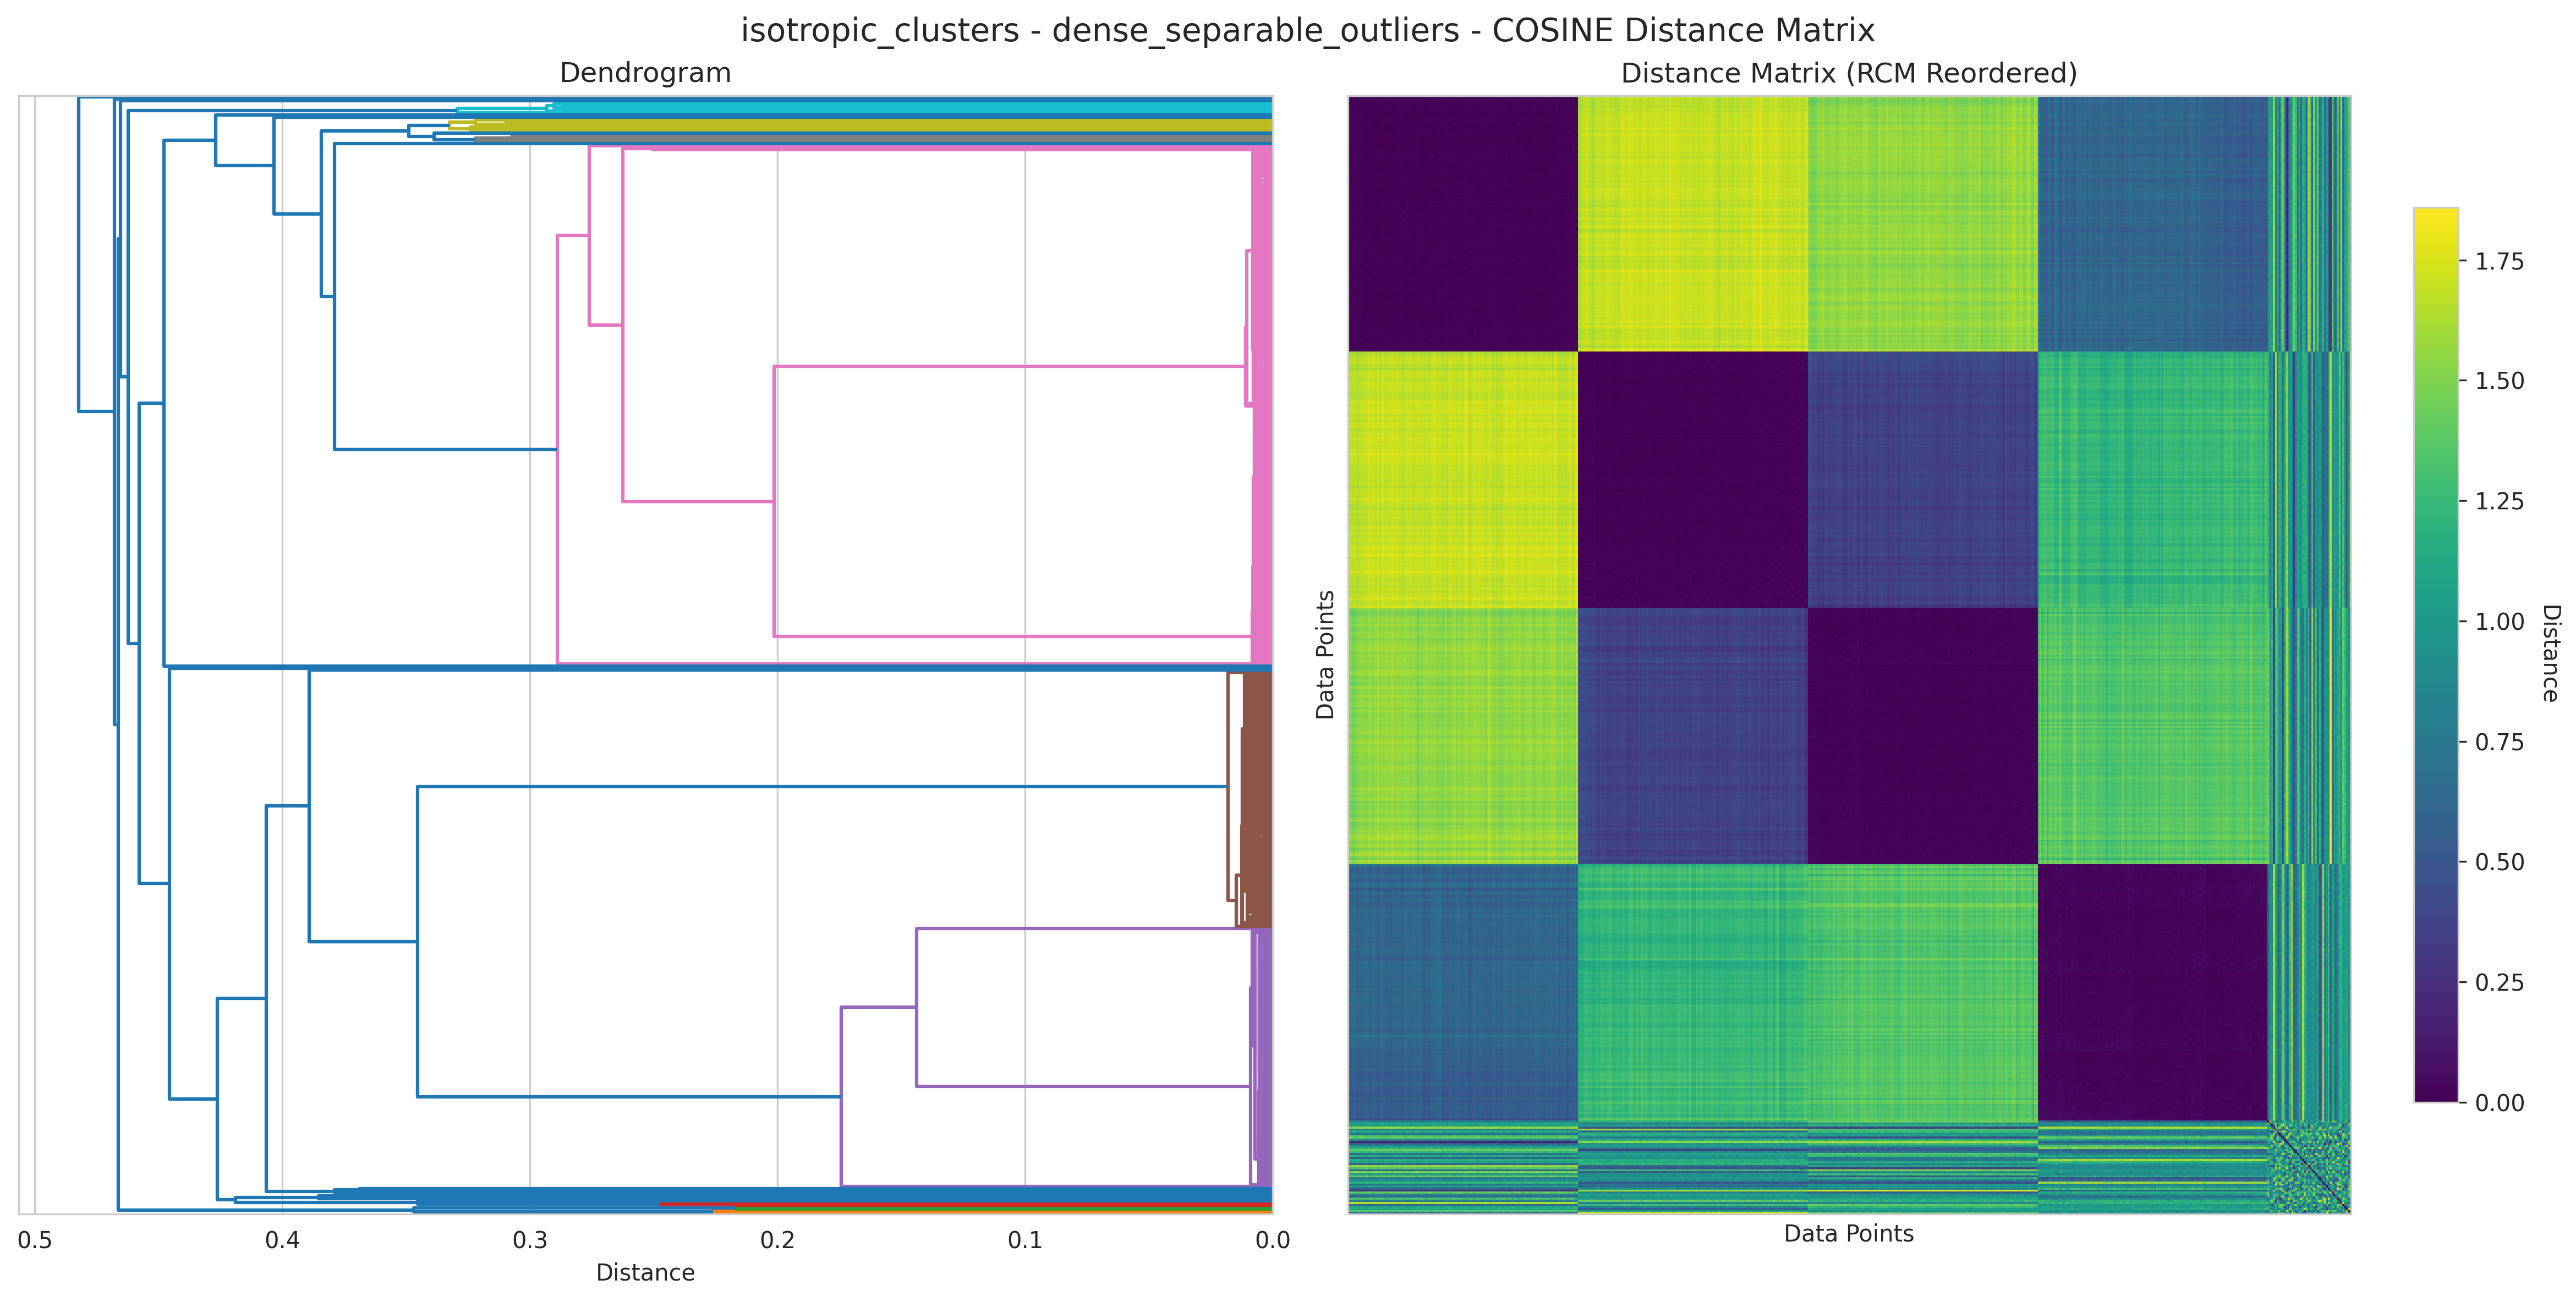 isotropic_clusters - dense_separable_outliers - COSINE Distance Matrix
Dendrogram
0.5 0.4 0.3 0.2 0.1 0.0
Distance
Distance Matrix (RCM Reordered)
Data Points
Data Points
1.75
1.50
1.25
1.00
0.75
0.50
0.25
0.00
Distance